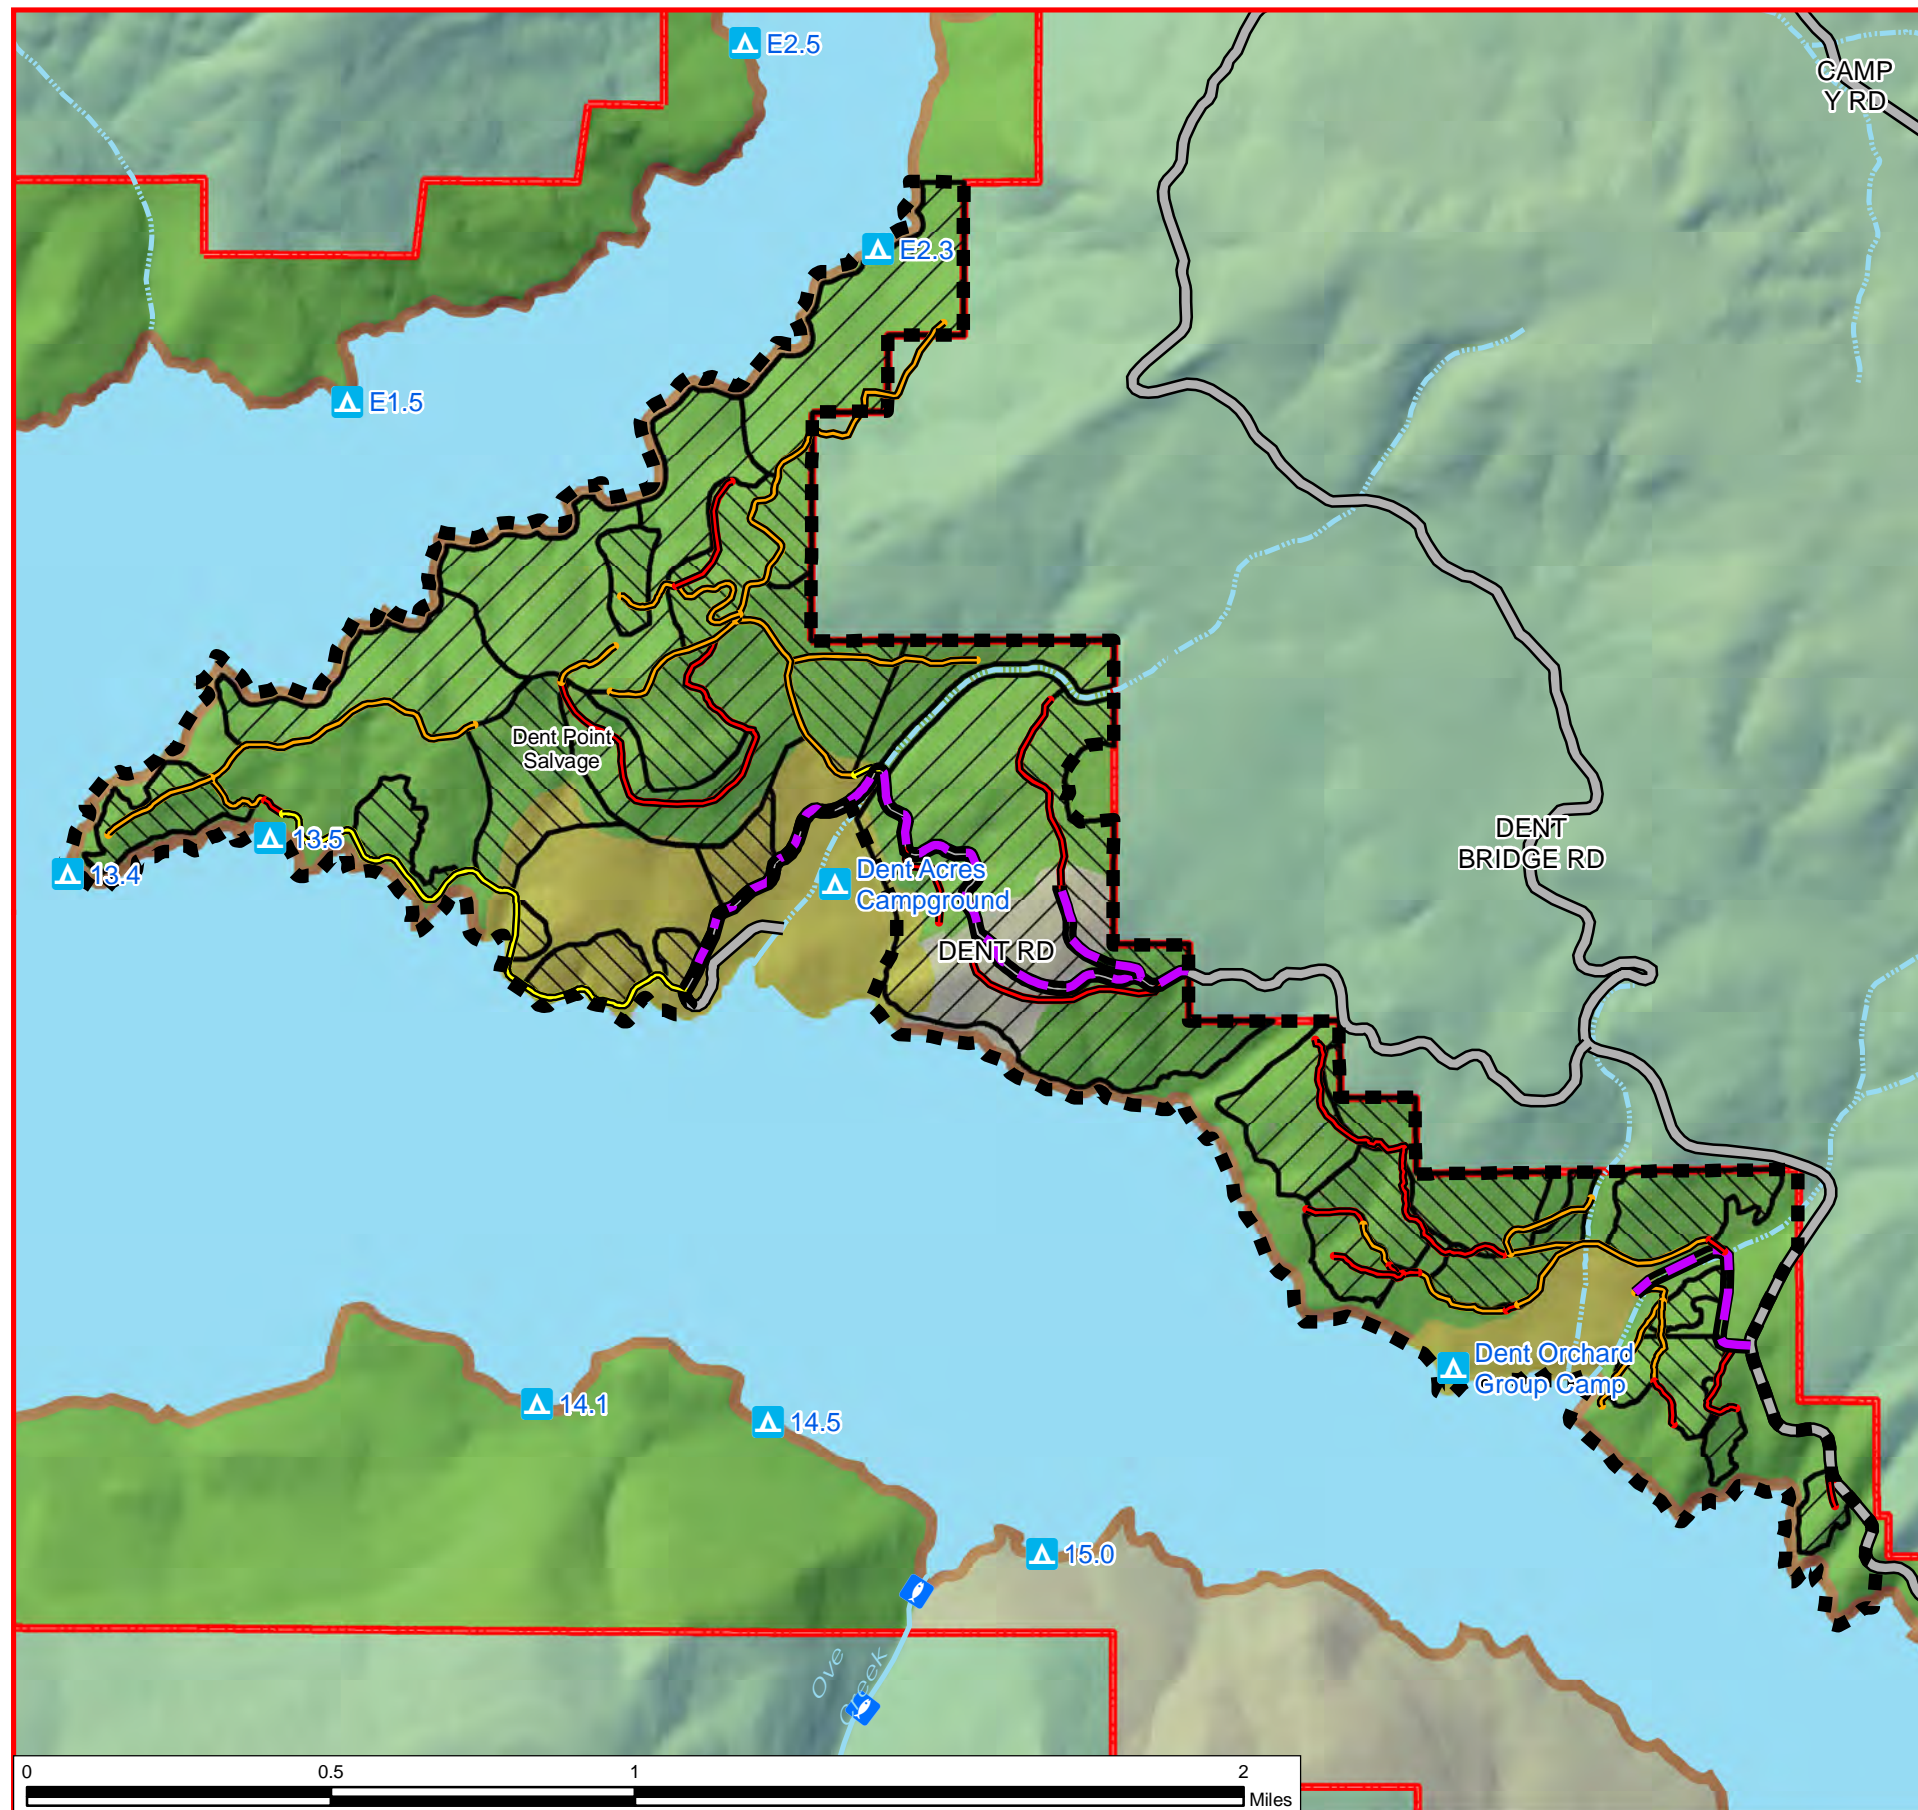 E2.5
CAMP
Y RD
E2.3
E1.5
Dent Point
Salvage
DENT
BRIDGE RD
13.5
13.4
Dent Acres
Campground
DENT RD
Dent Orchard
Group Camp
14.1
14.5
15.0
Ove
Creek
0 0.5 1 2
Miles